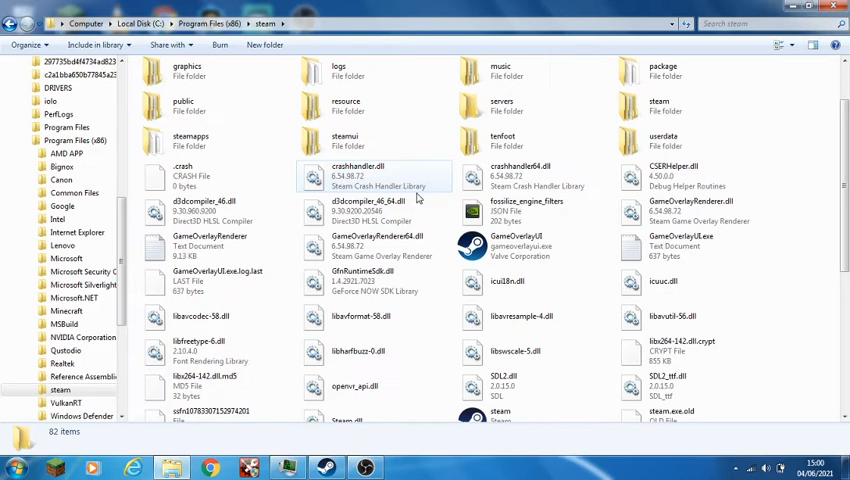 Computer ▸ Local Disk (C:) ▸ Program Files (x86) ▸ steam ▸
Search steam
Organize
Include in library
Share with
Burn
New folder
297735bd4f4734ad823
c2a1bba650b77845a23
DRIVERS
iolo
PerfLogs
Program Files
Program Files (x86)
AMD APP
Bignox
Canon
Common Files
Google
Intel
Internet Explorer
Lenovo
Microsoft
Microsoft Security C
Microsoft Silverlight
Microsoft.NET
Minecraft
MSBuild
NVIDIA Corporation
Qustodio
Realtek
Reference Assemblie
steam
VulkanRT
Windows Defender
graphics
File folder
logs
File folder
music
File folder
package
File folder
public
File folder
resource
File folder
servers
File folder
steam
File folder
steamapps
File folder
steamui
File folder
tenfoot
File folder
userdata
File folder
.crash
CRASH File
0 bytes
crashhandler.dll
6.54.98.72
Steam Crash Handler Library
crashhandler64.dll
6.54.98.72
Steam Crash Handler Library
CSERHelper.dll
4.50.0.0
Debug Helper Routines
d3dcompiler_46.dll
9.30.960.9200
Direct3D HLSL Compiler
d3dcompiler_46_64.dll
9.30.9200.20546
Direct3D HLSL Compiler
fossilize_engine_filters
JSON File
202 bytes
GameOverlayRenderer.dll
6.54.98.72
Steam Game Overlay Renderer
GameOverlayRenderer
Text Document
9.13 KB
GameOverlayRenderer64.dll
6.54.98.72
Steam Game Overlay Renderer
GameOverlayUI
gameoverlayui.exe
Valve Corporation
GameOverlayUI.exe
Text Document
637 bytes
GameOverlayUI.exe.log.last
LAST File
637 bytes
GfnRuntimeSdk.dll
1.4.2921.7023
GeForce NOW SDK Library
icui18n.dll
icuuc.dll
libavcodec-58.dll
libavformat-58.dll
libavresample-4.dll
libavutil-56.dll
libfreetype-6.dll
2.10.4.0
Font Rendering Library
libharfbuzz-0.dll
libswscale-5.dll
libx264-142.dll.crypt
CRYPT File
855 KB
libx264-142.dll.md5
MD5 File
32 bytes
openvr_api.dll
SDL2.dll
2.0.15.0
SDL
SDL2_ttf.dll
2.0.15.0
SDL_ttf
ssfn10783307152974201
Steam.dll
steam
steam.exe.old
OLD File
82 items
15:00
04/06/2021